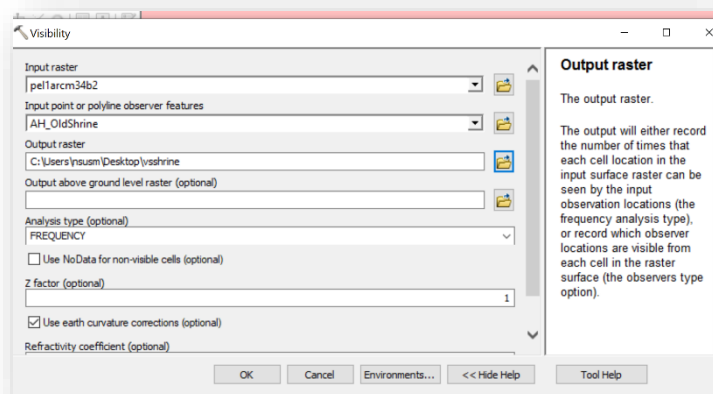 Visibility
Input raster
pel1arcm34b2
Input point or polyline observer features
AH_OldShrine
Output raster
C:\Users\nsusm\Desktop\vsshrine
Output above ground level raster (optional)
Analysis type (optional)
FREQUENCY
Use NoData for non-visible cells (optional)
Z factor (optional)
1
Use earth curvature corrections (optional)
Refractivity coefficient (optional)
OK
Cancel
Environments...
<< Hide Help
Tool Help
Output raster
The output raster.
The output will either record
the number of times that
each cell location in the
input surface raster can be
seen by the input
observation locations (the
frequency analysis type),
or record which observer
locations are visible from
each cell in the raster
surface (the observers type
option).